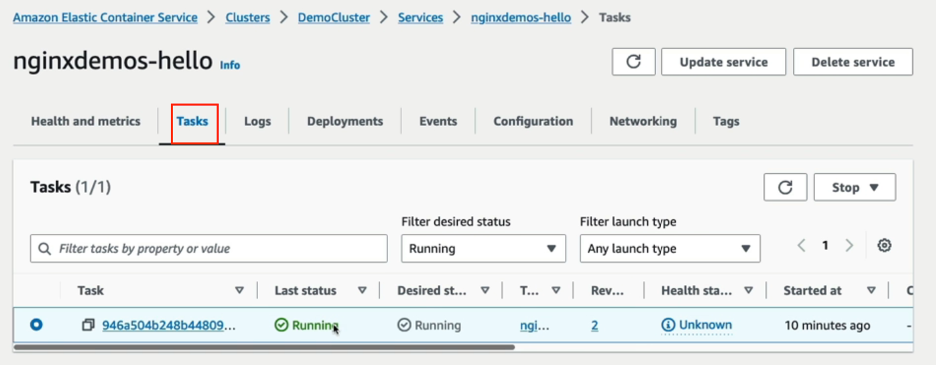 Amazon Elastic Container Service > Clusters > DemoCluster > Services > nginxdemos-hello > Tasks
nginxdemos-hello Info
Update service Delete service
Health and metrics Tasks Logs Deployments Events Configuration Networking Tags
Tasks (1/1)
Stop
Filter desired status Filter launch type
Filter tasks by property or value Running Any launch type 1
Task Last status Desired st... T... Rev... Health sta... Started at C
946a504b248b44809... Running Running ngi... 2 Unknown 10 minutes ago -